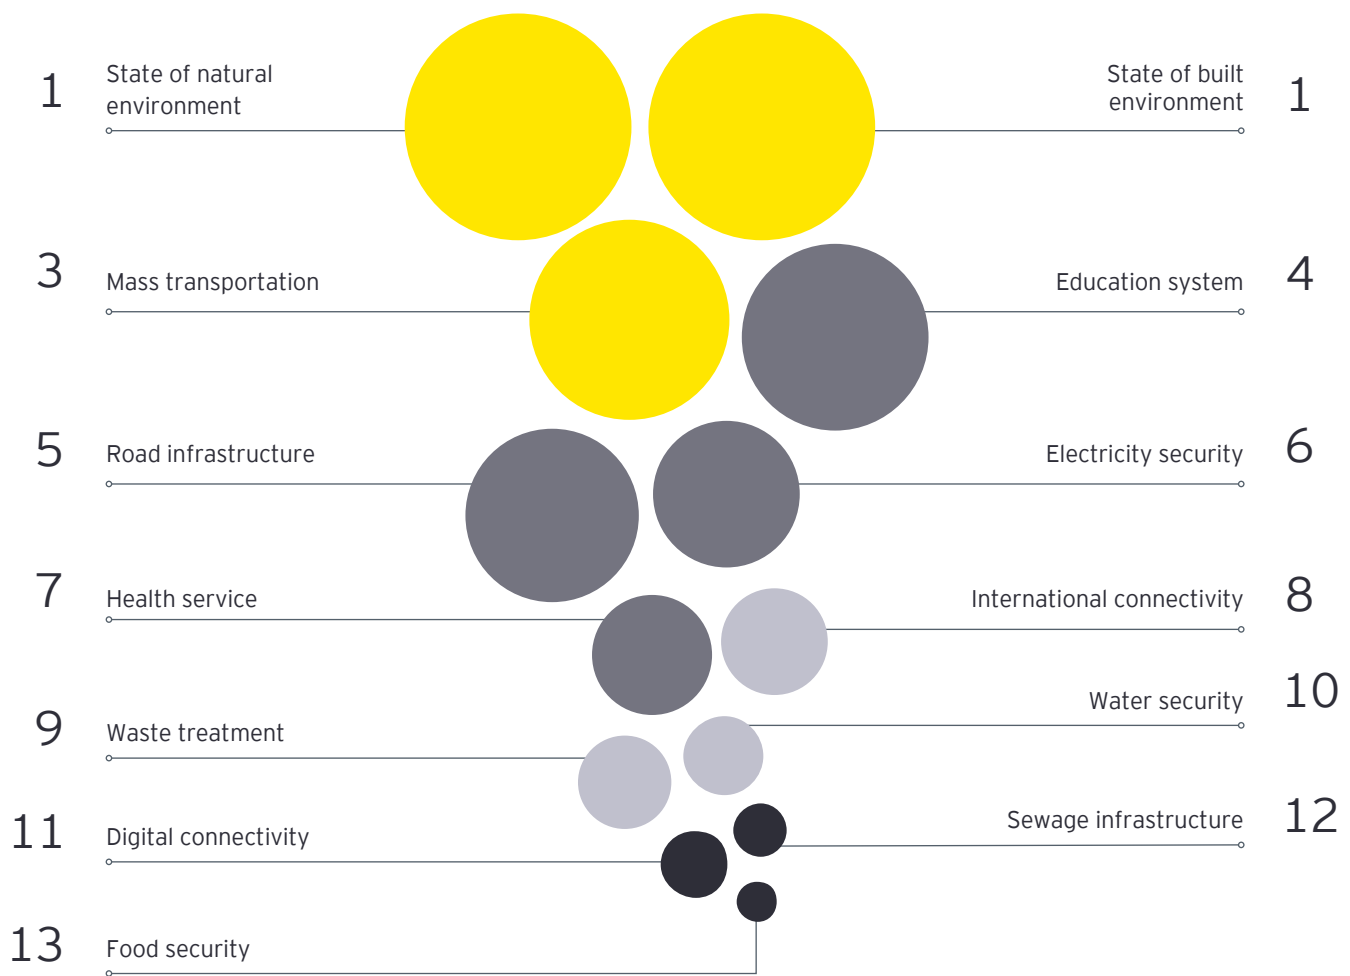 1
State of natural
environment
State of built
environment
1
3
Mass transportation
Education system
4
5
Road infrastructure
Electricity security
6
7
Health service
International connectivity
8
9
Waste treatment
Water security
10
11
Digital connectivity
Sewage infrastructure
12
13
Food security